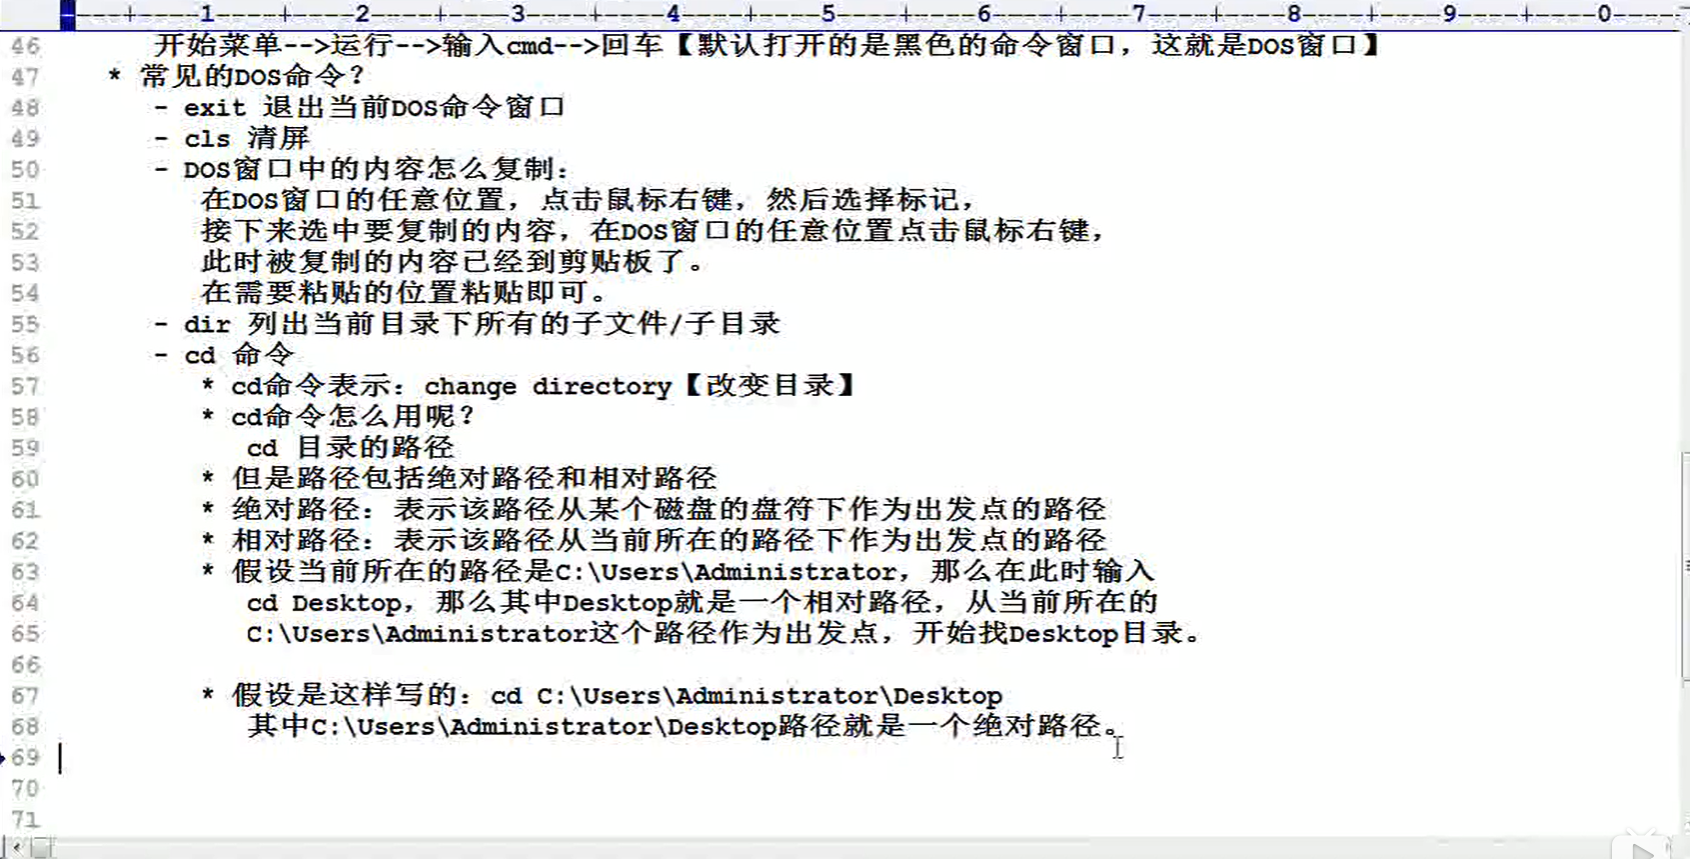 ----+----1----+----2----+----3----+----4----+----5----+----6----+----7----+----8----+----9----+----0----
46 开始菜单-->运行-->输入cmd-->回车【默认打开的是黑色的命令窗口，这就是DOS窗口】
47 * 常见的DOS命令？
48 - exit 退出当前DOS命令窗口
49 - cls 清屏
50 - DOS窗口中的内容怎么复制：
51 在DOS窗口的任意位置，点击鼠标右键，然后选择标记，
52 接下来选中要复制的内容，在DOS窗口的任意位置点击鼠标右键，
53 此时被复制的内容已经到剪贴板了。
54 在需要粘贴的位置粘贴即可。
55 - dir 列出当前目录下所有的子文件/子目录
56 - cd 命令
57 * cd命令表示：change directory【改变目录】
58 * cd命令怎么用呢？
59 cd 目录的路径
60 * 但是路径包括绝对路径和相对路径
61 * 绝对路径：表示该路径从某个磁盘的盘符下作为出发点的路径
62 * 相对路径：表示该路径从当前所在的路径下作为出发点的路径
63 * 假设当前所在的路径是C:\Users\Administrator，那么在此时输入
64 cd Desktop，那么其中Desktop就是一个相对路径，从当前所在的
65 C:\Users\Administrator这个路径作为出发点，开始找Desktop目录。
66
67 * 假设是这样写的：cd C:\Users\Administrator\Desktop
68 其中C:\Users\Administrator\Desktop路径就是一个绝对路径。
69
70
71